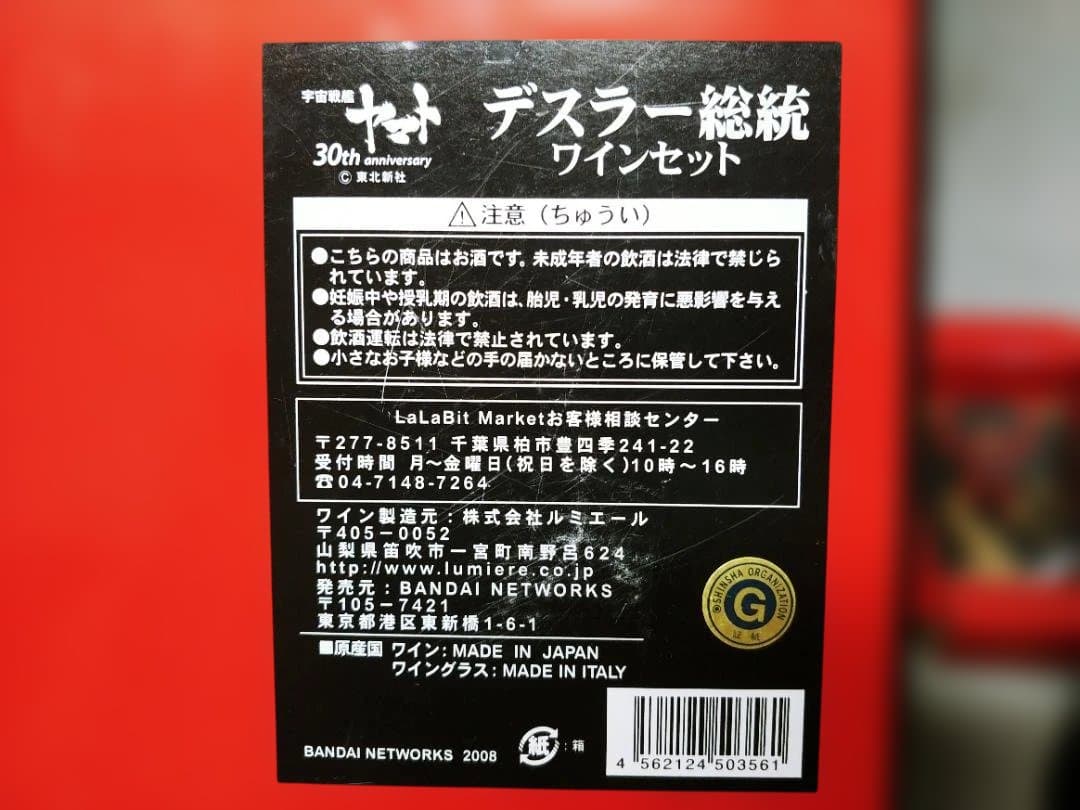 宇宙戦艦
ヤマト
30th anniversary
Ⓒ 東北新社
デスラー総統
ワインセット
⚠注意（ちゅうい）
●こちらの商品はお酒です。未成年者の飲酒は法律で禁じら
れています。
●妊娠中や授乳期の飲酒は、胎児・乳児の発育に悪影響を与え
る場合があります。
●飲酒運転は法律で禁止されています。
●小さなお子様などの手の届かないところに保管して下さい。
LaLaBit Marketお客様相談センター
〒277-8511 千葉県柏市豊四季241-22
受付時間 月～金曜日(祝日を除く)10時～16時
☎04-7148-7264
ワイン製造元：株式会社ルミエール
〒405-0052
山梨県笛吹市一宮町南野呂624
http://www.lumiere.co.jp
発売元：BANDAI NETWORKS
〒105-7421
東京都港区東新橋1-6-1
■原産国 ワイン：MADE IN JAPAN
ワイングラス：MADE IN ITALY
SHINSHA ORGANIZATION
G
証紙
BANDAI NETWORKS 2008
紙：箱
4 562124 503561